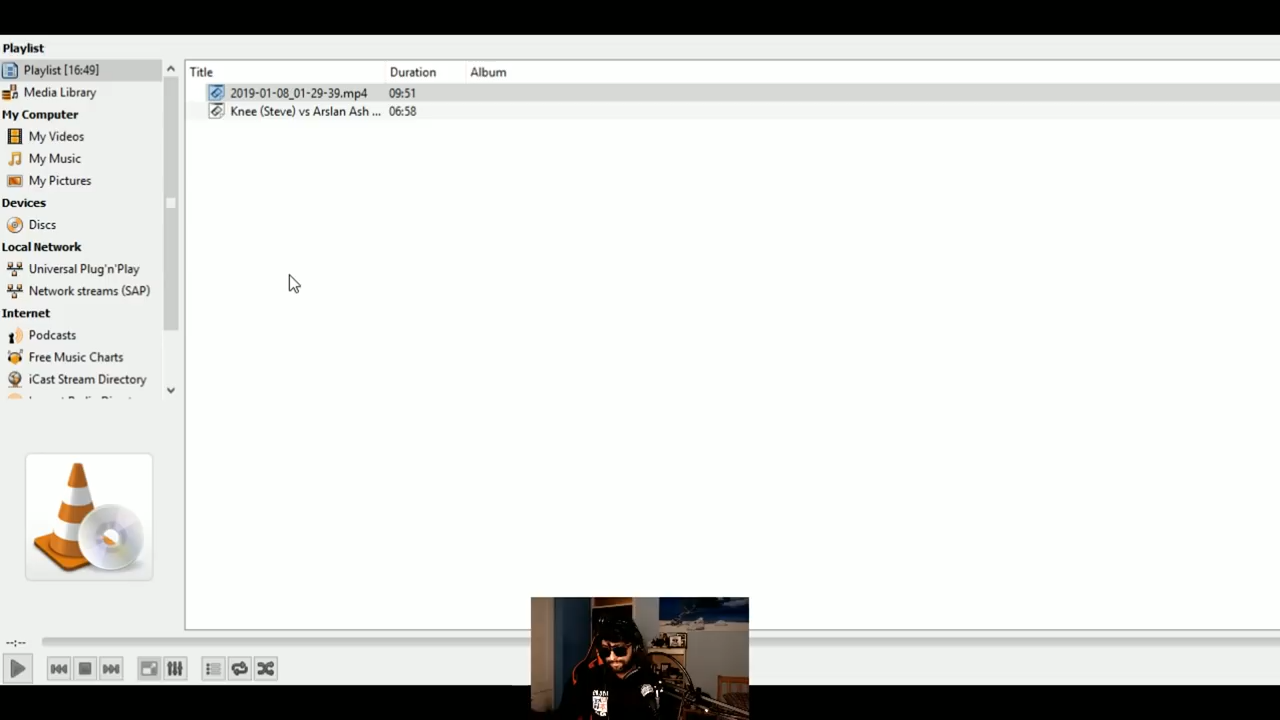 Playlist
Playlist [16:49]
Media Library
My Computer
My Videos
My Music
My Pictures
Devices
Discs
Local Network
Universal Plug'n'Play
Network streams (SAP)
Internet
Podcasts
Free Music Charts
iCast Stream Directory
Title Duration Album
2019-01-08_01-29-39.mp4 09:51
Knee (Steve) vs Arslan Ash ... 06:58
--:--